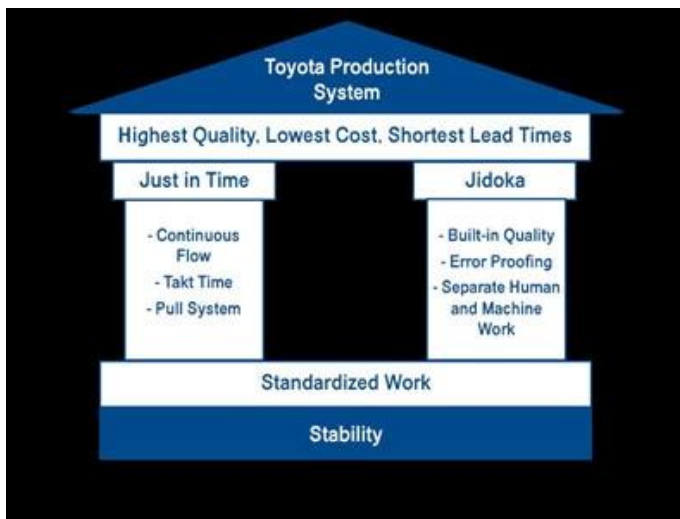 Toyota Production
System
Highest Quality, Lowest Cost, Shortest Lead Times
Just in Time
- Continuous
Flow
- Takt Time
- Pull System
Jidoka
- Built-in Quality
- Error Proofing
- Separate Human
and Machine
Work
Standardized Work
Stability